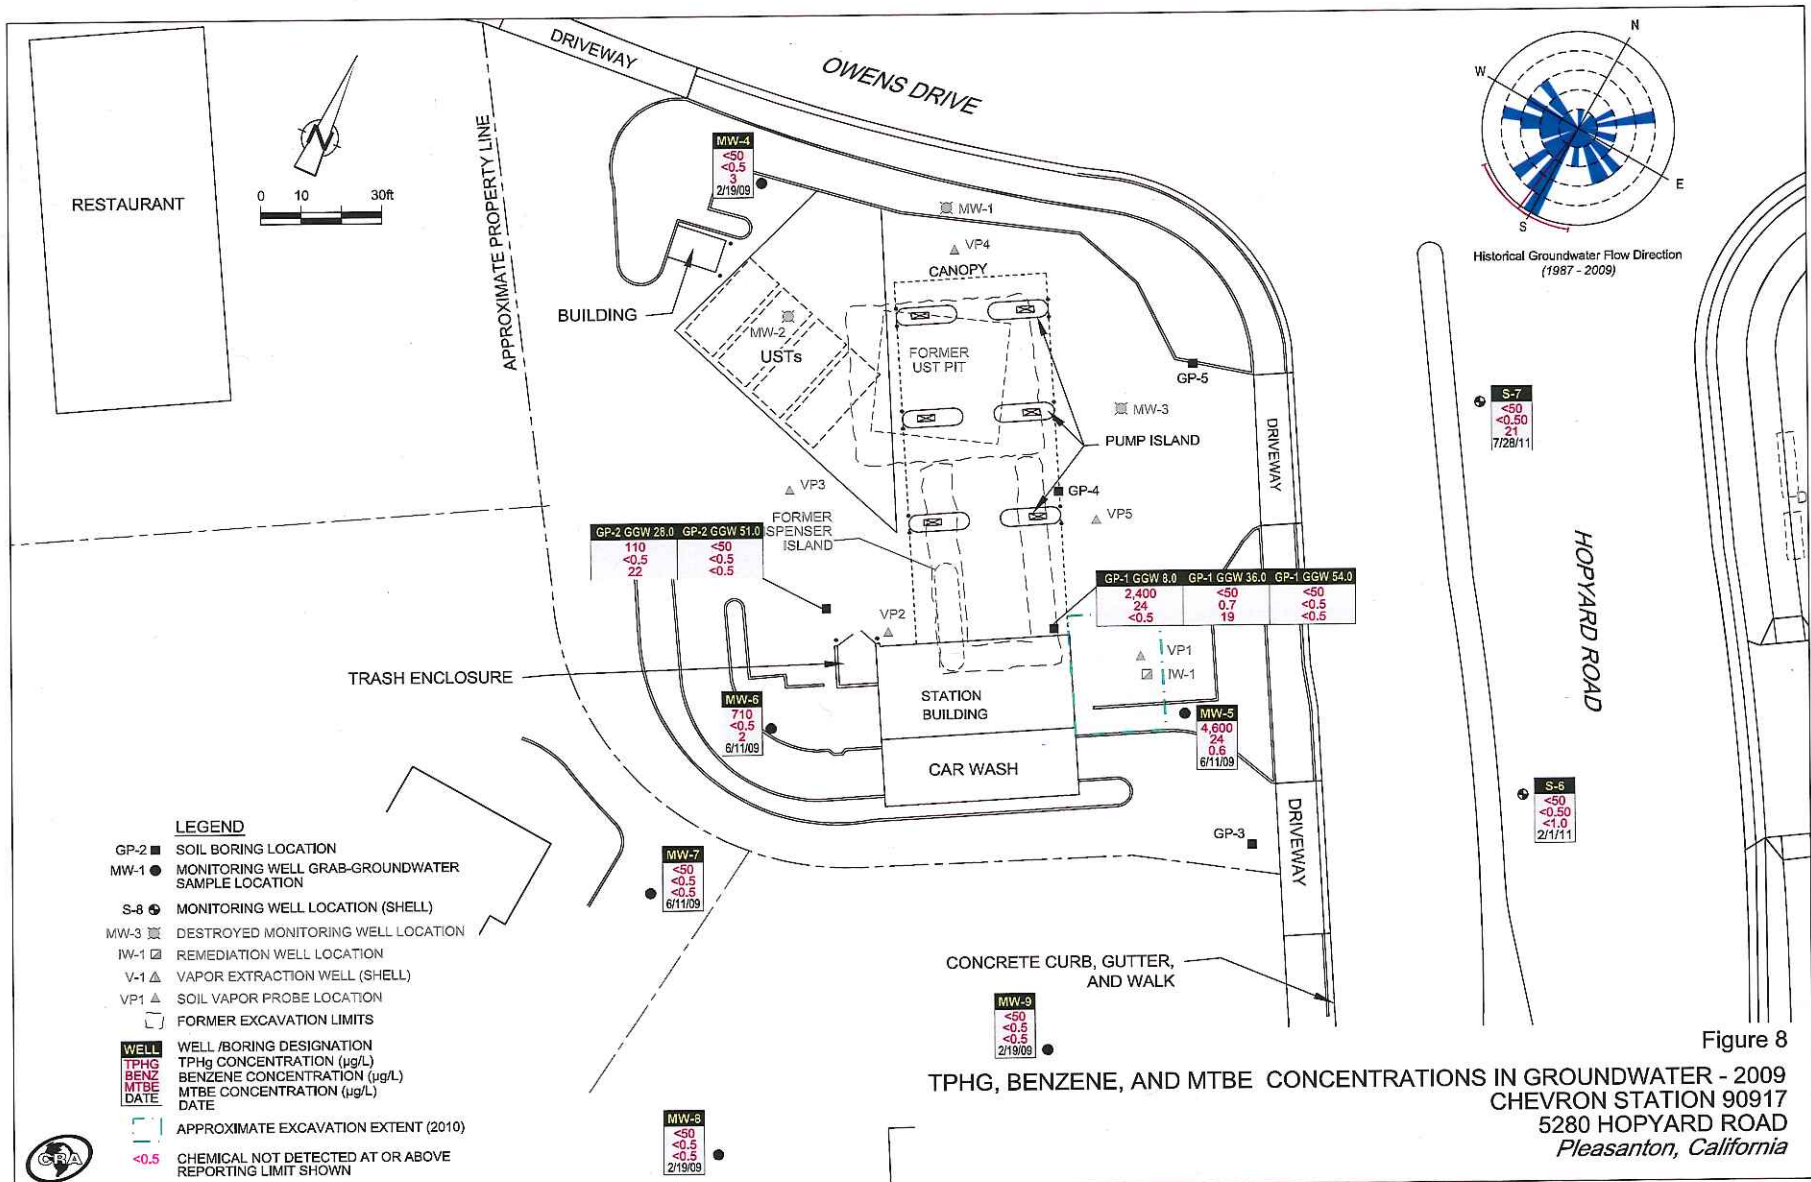 DRIVEWAY
OWENS DRIVE
N
W
E
S
Historical Groundwater Flow Direction
(1987 - 2009)
RESTAURANT
N
0 10 30ft
APPROXIMATE PROPERTY LINE
MW-4
<50
<0.5
3
2/19/09
MW-1
VP4
CANOPY
BUILDING
MW-2
USTs
FORMER
UST PIT
GP-5
MW-3
PUMP ISLAND
DRIVEWAY
S-7
<50
<0.50
21
7/28/11
VP3
GP-4
VP5
FORMER
SPENSER
ISLAND
GP-2 GGW 28.0 GP-2 GGW 51.0
110 <50
<0.5 <0.5
22 <0.5
GP-1 GGW 8.0 GP-1 GGW 36.0 GP-1 GGW 54.0
2,400 <50 <50
24 0.7 <0.5
<0.5 19 <0.5
HOPYARD ROAD
VP2
VP1
IW-1
TRASH ENCLOSURE
STATION
BUILDING
MW-6
710
<0.5
2
6/11/09
MW-5
4,600
24
0.6
6/11/09
CAR WASH
S-6
<50
<0.50
<1.0
2/1/11
GP-3
DRIVEWAY
MW-7
<50
<0.5
<0.5
6/11/09
LEGEND
GP-2 SOIL BORING LOCATION
MW-1 MONITORING WELL GRAB-GROUNDWATER
SAMPLE LOCATION
S-8 MONITORING WELL LOCATION (SHELL)
MW-3 DESTROYED MONITORING WELL LOCATION
IW-1 REMEDIATION WELL LOCATION
V-1 VAPOR EXTRACTION WELL (SHELL)
VP1 SOIL VAPOR PROBE LOCATION
FORMER EXCAVATION LIMITS
WELL WELL /BORING DESIGNATION
TPHG TPHg CONCENTRATION (µg/L)
BENZ BENZENE CONCENTRATION (µg/L)
MTBE MTBE CONCENTRATION (µg/L)
DATE DATE
APPROXIMATE EXCAVATION EXTENT (2010)
<0.5 CHEMICAL NOT DETECTED AT OR ABOVE
REPORTING LIMIT SHOWN
CRA
CONCRETE CURB, GUTTER,
AND WALK
MW-9
<50
<0.5
<0.5
2/19/09
MW-8
<50
<0.5
<0.5
2/19/09
Figure 8
TPHG, BENZENE, AND MTBE CONCENTRATIONS IN GROUNDWATER - 2009
CHEVRON STATION 90917
5280 HOPYARD ROAD
Pleasanton, California